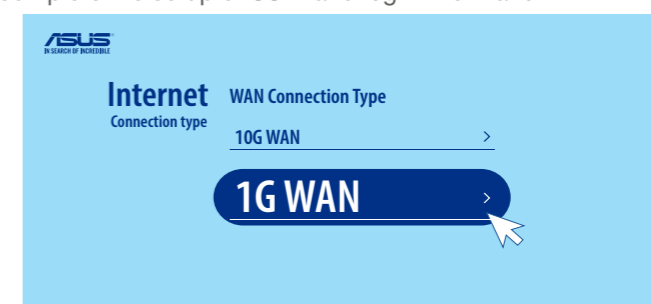 ASUS
IN SEARCH OF INCREDIBLE
Internet
Connection type
WAN Connection Type
10G WAN
1G WAN